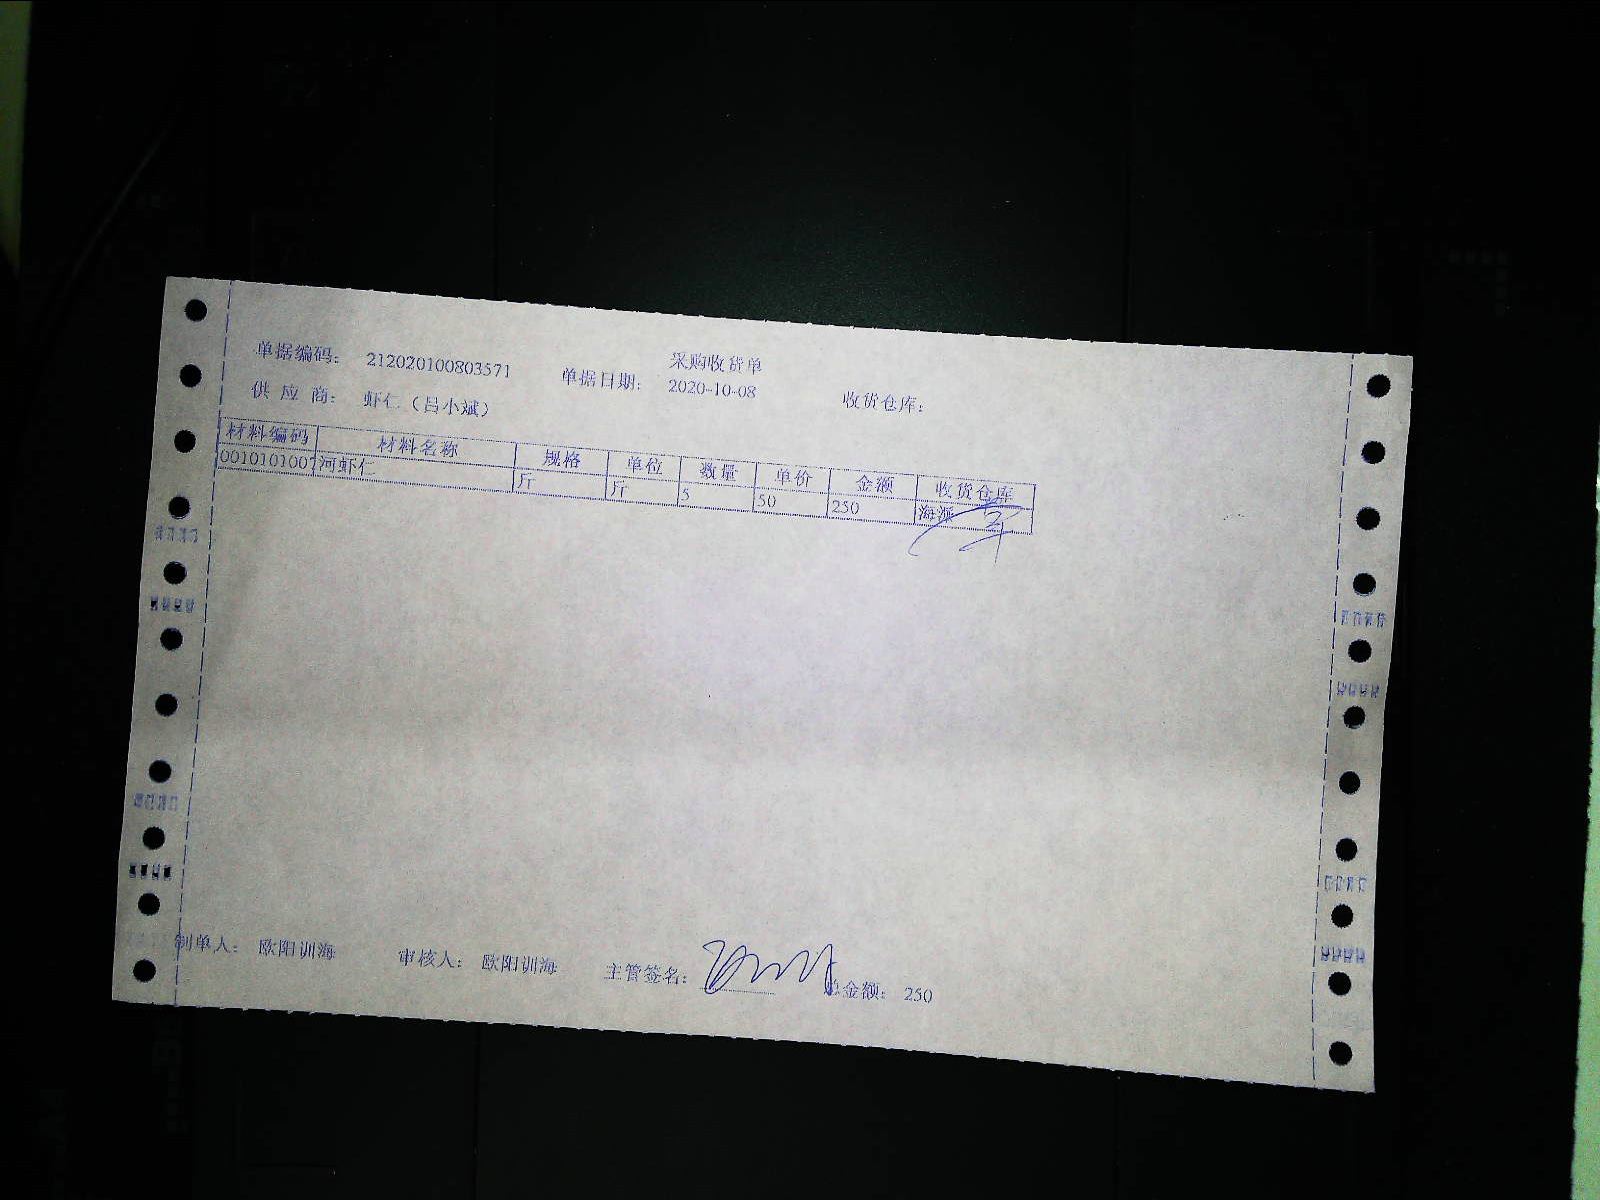 采购收货单
单据编码： 212020100803571 单据日期： 2020-10-08 收货仓库：
供 应 商： 虾仁（吕小斌）
材料编码 材料名称 规格 单位 数量 单价 金额 收货仓库
0010101007 河虾仁 斤 斤 5 50 250 海派
制单人： 欧阳训海 审核人： 欧阳训海 主管签名： 总金额： 250